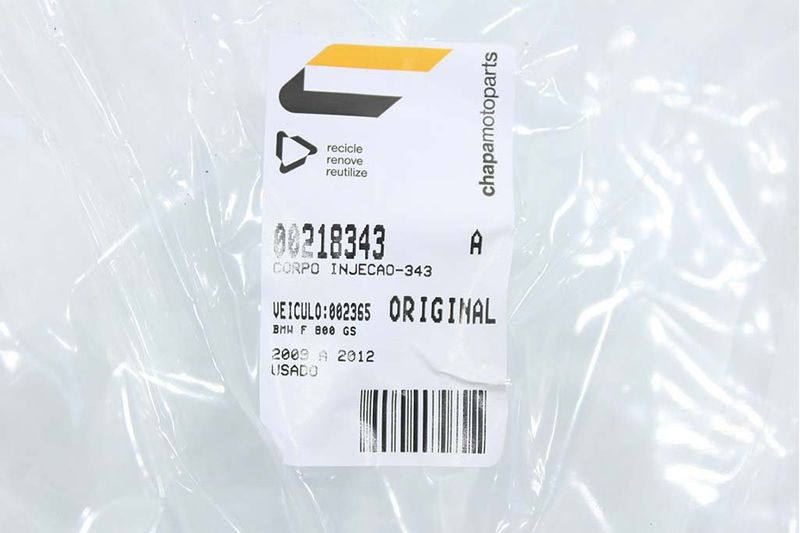 chapamotoparts
recicle
renove
reutilize
00218343 A
CORPO INJECAO-343
VEICULO:002365 ORIGINAL
BMW F 800 GS
2009 A 2012
USADO